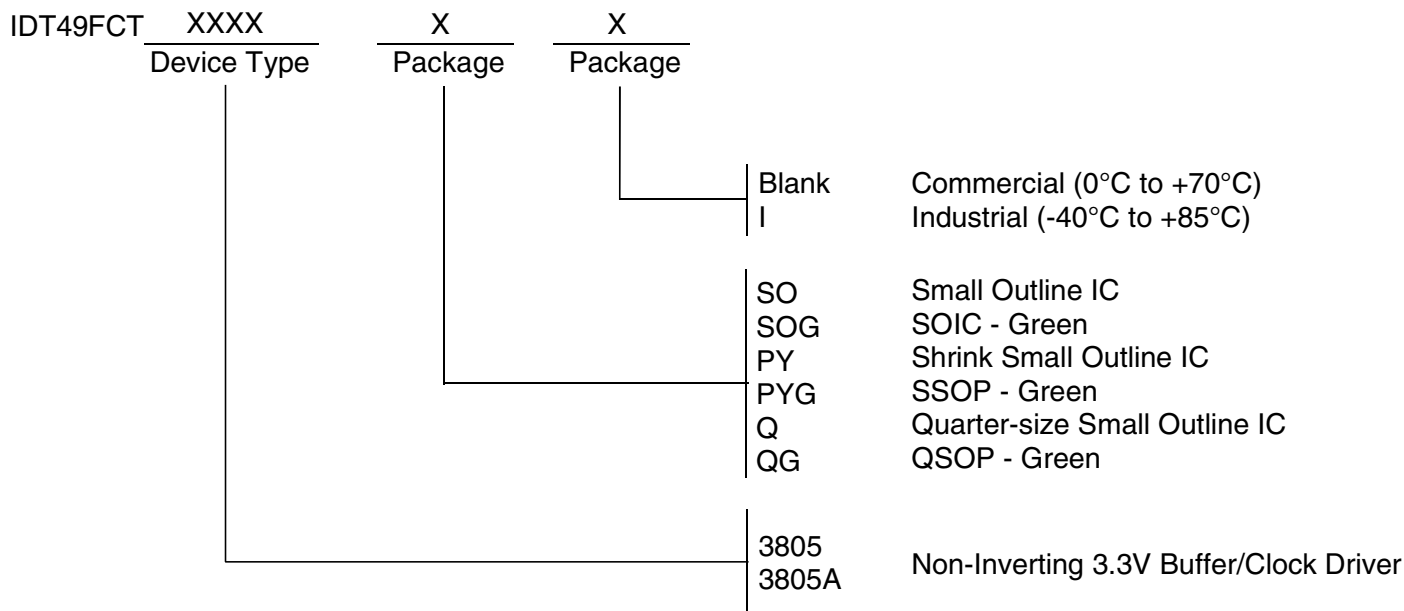 IDT49FCT XXXX X X
Device Type Package Package
Blank Commercial (0°C to +70°C)
I Industrial (-40°C to +85°C)
SO Small Outline IC
SOG SOIC - Green
PY Shrink Small Outline IC
PYG SSOP - Green
Q Quarter-size Small Outline IC
QG QSOP - Green
3805
3805A
Non-Inverting 3.3V Buffer/Clock Driver